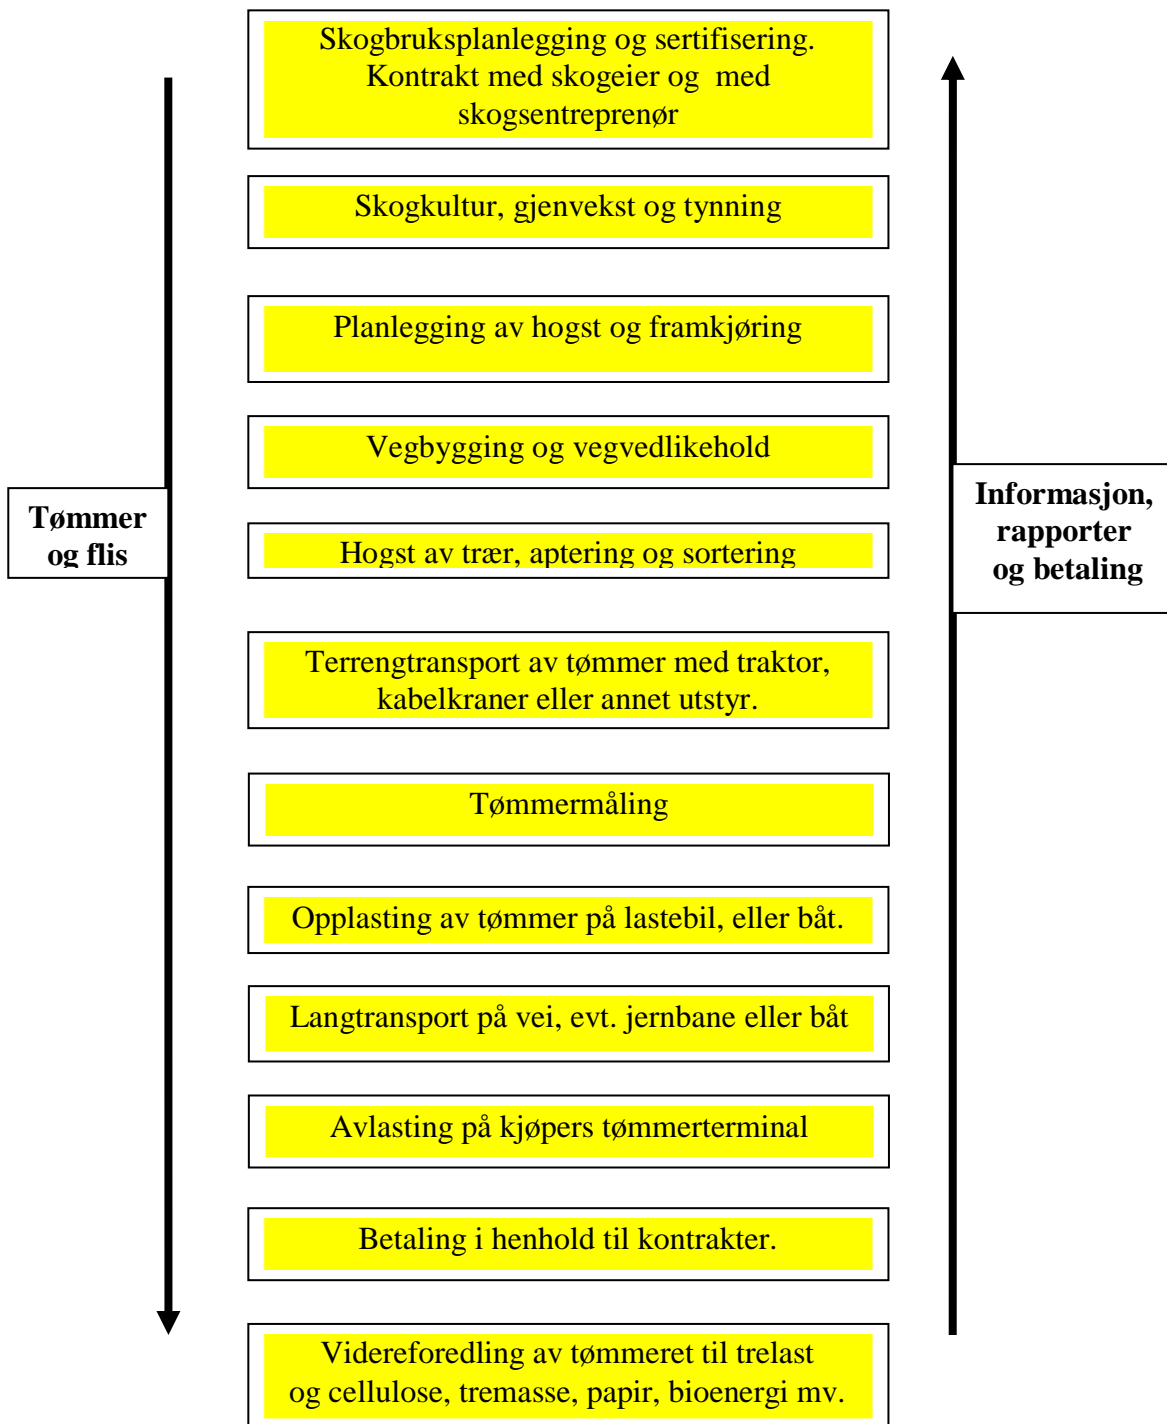 Skogbruksplanlegging og sertifisering.
Kontrakt med skogeier og  med
skogsentreprenør
Skogkultur, gjenvekst og tynning
Planlegging av hogst og framkjøring
Vegbygging og vegvedlikehold
Tømmer
og flis
Informasjon,
rapporter
og betaling
Hogst av trær, aptering og sortering
Terrengtransport av tømmer med traktor,
kabelkraner eller annet utstyr.
Tømmermåling
Opplasting av tømmer på lastebil, eller båt.
Langtransport på vei, evt. jernbane eller båt
Avlasting på kjøpers tømmerterminal
Betaling i henhold til kontrakter.
Videreforedling av tømmeret til trelast
og cellulose, tremasse, papir, bioenergi mv.